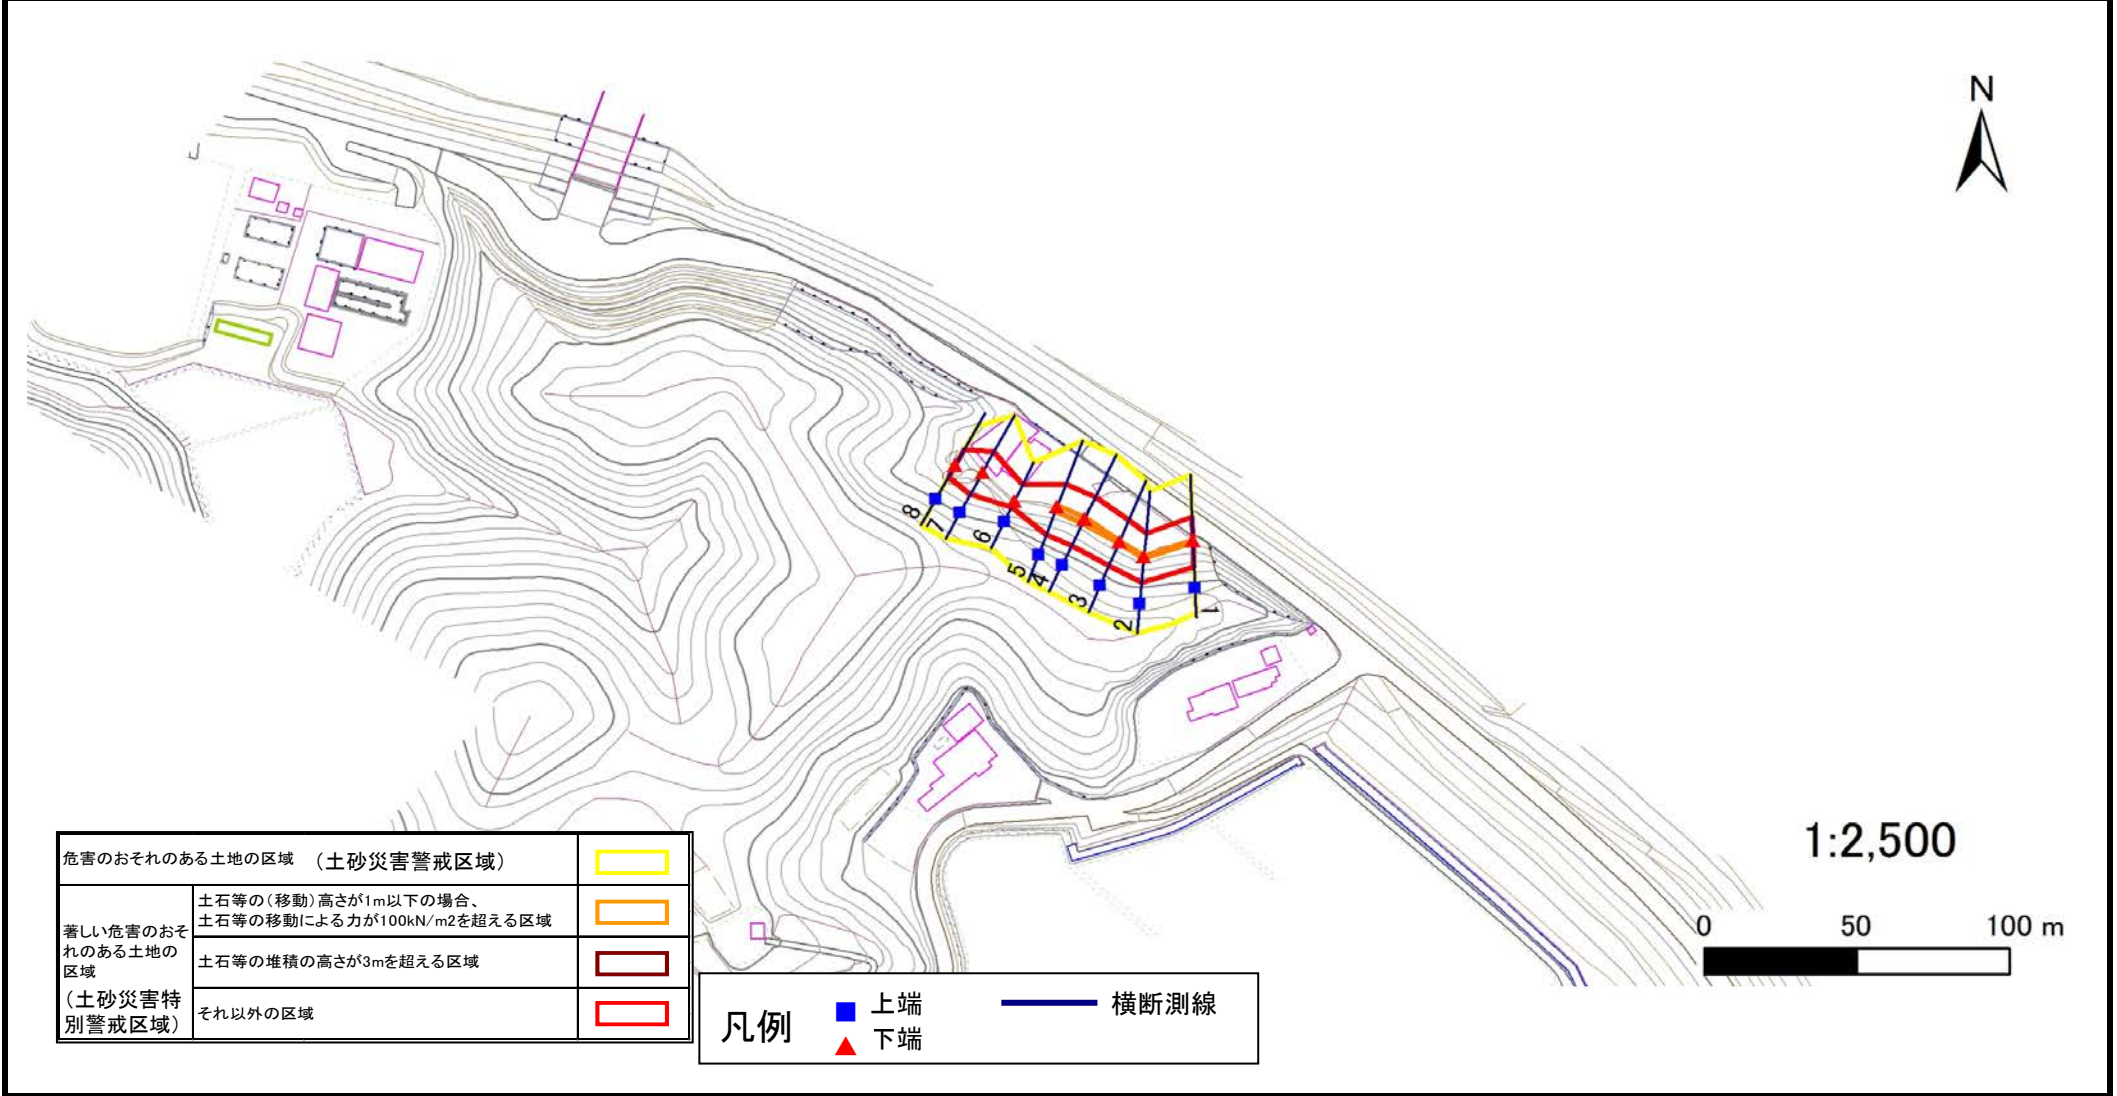 N
8
7
6
5
4
3
2
1
1:2,500
0 50 100 m
危害のおそれのある土地の区域 (土砂災害警戒区域)
著しい危害のおそ
れのある土地の
区域
(土砂災害特
別警戒区域)
土石等の(移動)高さが1m以下の場合、
土石等の移動による力が100kN/m2を超える区域
土石等の堆積の高さが3mを超える区域
それ以外の区域
凡例
上端
下端
横断測線